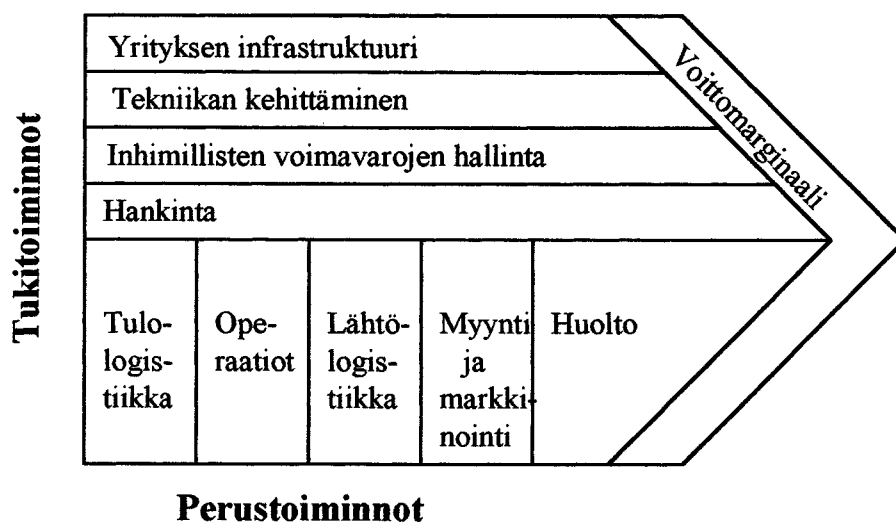 Tukitoiminnot
Yrityksen infrastruktuuri
Tekniikan kehittäminen
Inhimillisten voimavarojen hallinta
Hankinta
Voittomarginaali
Tulo-
logis-
tiikka
Ope-
raatiot
Lähtö-
logis-
tiikka
Myynti
ja
markki-
nointi
Huolto
Perustoiminnot